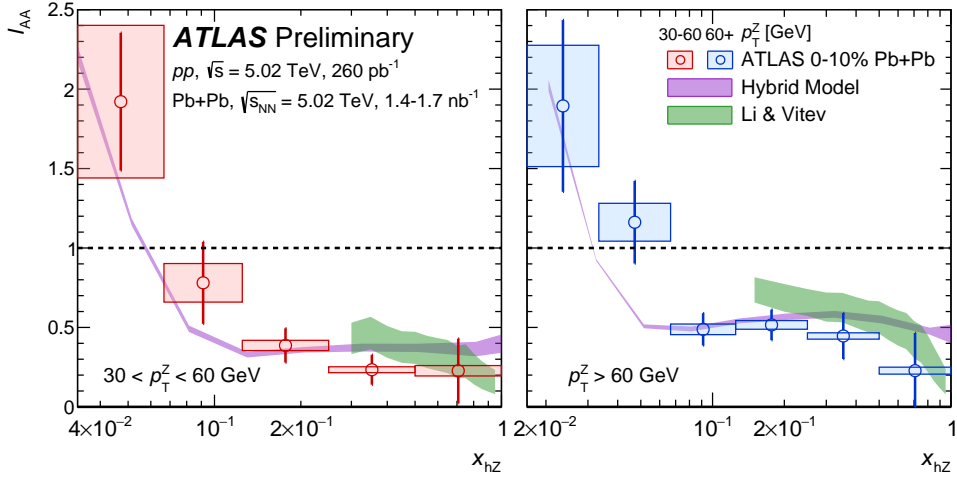 I_AA
2.5
2
1.5
1
0.5
0
ATLAS Preliminary
pp, √s = 5.02 TeV, 260 pb⁻¹
Pb+Pb, √s_NN = 5.02 TeV, 1.4-1.7 nb⁻¹
30 < p_T^Z < 60 GeV
4×10⁻² 10⁻¹ 2×10⁻¹ 1
x_hZ
30-60 60+ p_T^Z [GeV]
ATLAS 0-10% Pb+Pb
Hybrid Model
Li & Vitev
p_T^Z > 60 GeV
2×10⁻² 10⁻¹ 2×10⁻¹ 1
x_hZ